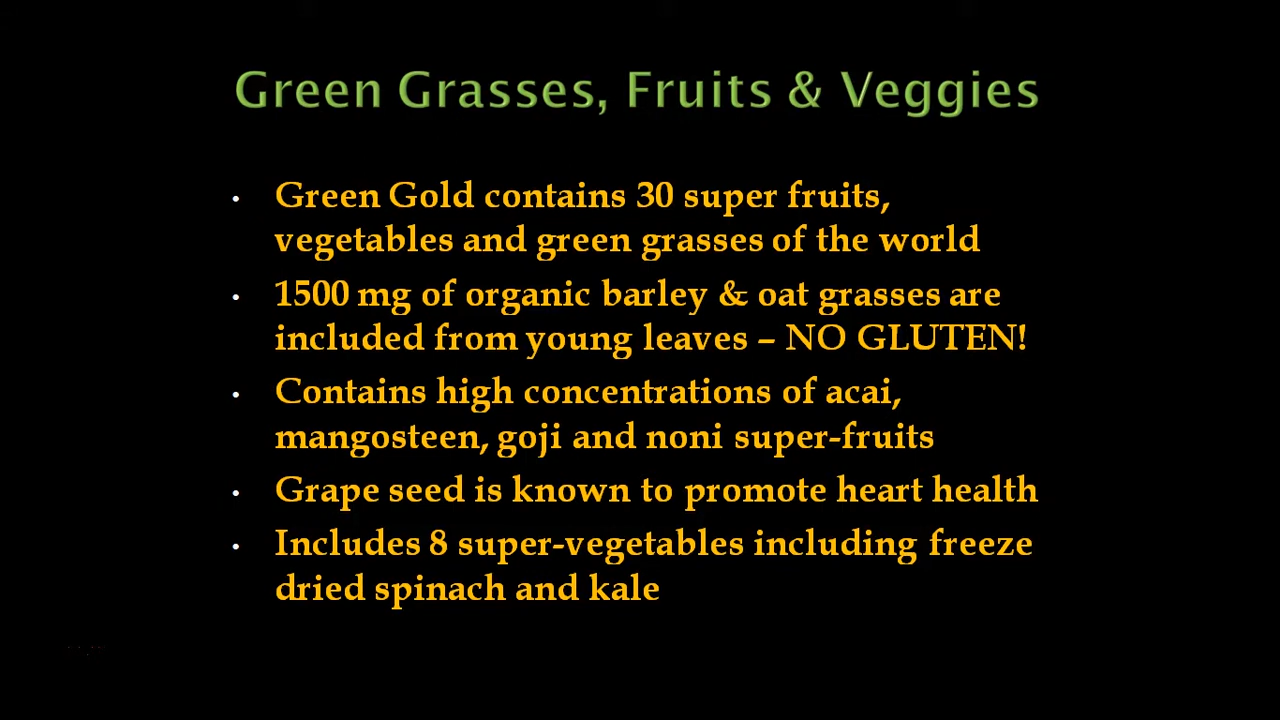 Green Grasses, Fruits & Veggies
• Green Gold contains 30 super fruits,
vegetables and green grasses of the world
• 1500 mg of organic barley & oat grasses are
included from young leaves – NO GLUTEN!
• Contains high concentrations of acai,
mangosteen, goji and noni super-fruits
• Grape seed is known to promote heart health
• Includes 8 super-vegetables including freeze
dried spinach and kale